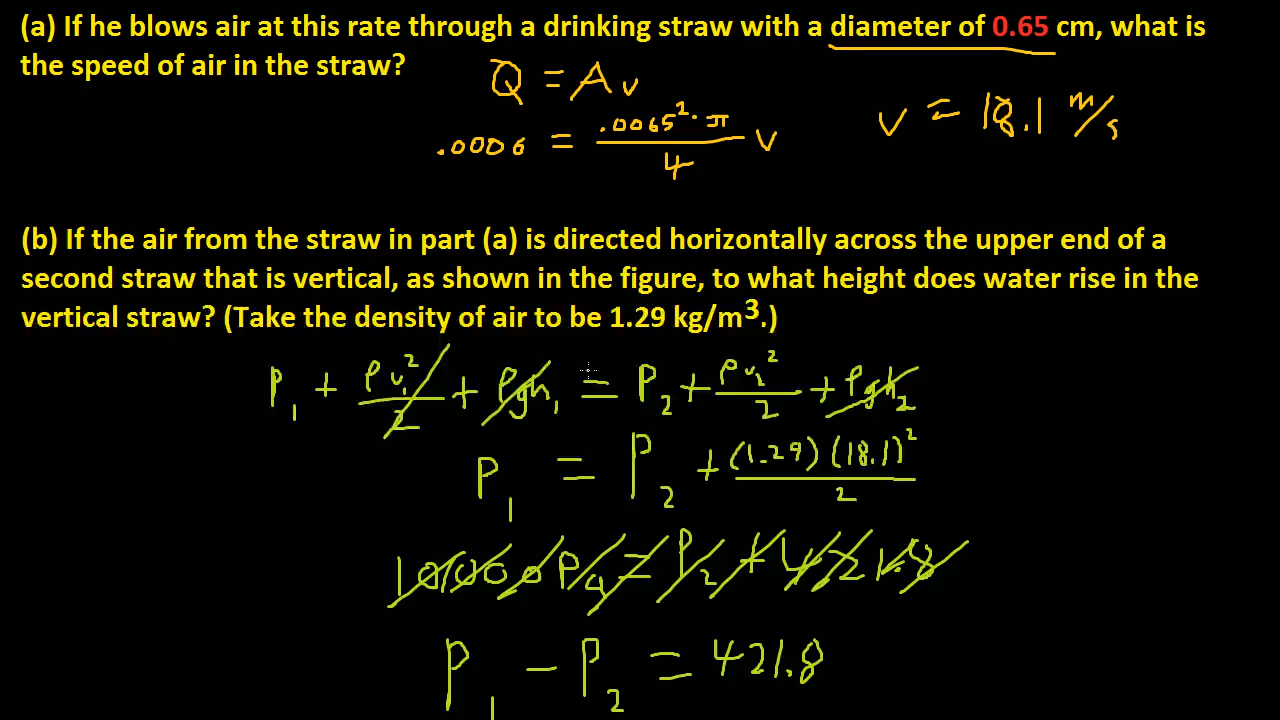 (a) If he blows air at this rate through a drinking straw with a diameter of 0.65 cm, what is
the speed of air in the straw?
Q = Av
.0006 = .0065² · π / 4 v
v = 18.1 m/s
(b) If the air from the straw in part (a) is directed horizontally across the upper end of a
second straw that is vertical, as shown in the figure, to what height does water rise in the
vertical straw? (Take the density of air to be 1.29 kg/m³.)
P₁ + ρv₁²/2 + ρgh₁ = P₂ + ρv₂²/2 + ρgh₂
P₁ = P₂ + (1.29)(18.1)²/2
101000 Pa = P₂ + 421.8
P₁ − P₂ = 421.8